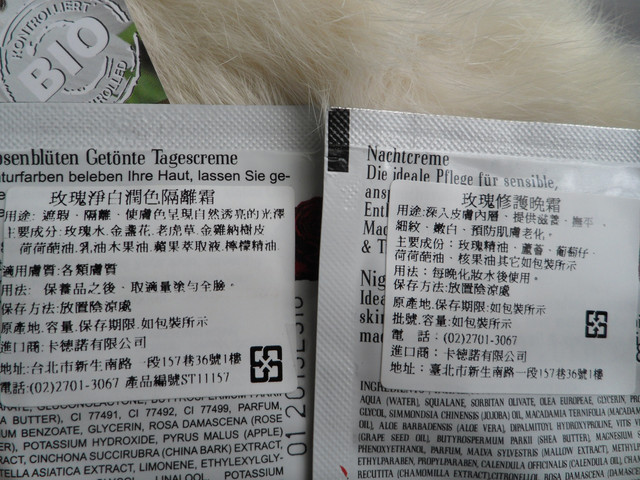 KONTROLLIERT
BIO
osenblüten Getönte Tagescreme
turfarben beleben Ihre Haut, lassen Sie ge-
玫瑰淨白潤色隔離霜
用途: 遮瑕、隔離、使膚色呈現自然透亮的光澤
主要成分: 玫瑰水.金盞花.老虎草.金雞納樹皮
荷荷葩油.乳油木果油.蘋果萃取液.檸檬精油.
適用膚質:各類膚質
用法: 保養品之後、取適量塗勻全臉。
保存方法:放置陰涼處
原產地.容量.保存期限.如包裝所示
進口商:卡德諾有限公司
地址:台北市新生南路一段157巷36號1樓
電話:(02)2701-3067 產品編號ST11157
A BUTTER), CI 77491, CI 77492, CI 77499, PARFUM,
UM BENZOATE, GLYCERIN, ROSA DAMASCENA (ROSE
POTASSIUM HYDROXIDE, PYRUS MALUS (APPLE
EXTRACT, CINCHONA SUCCIRUBRA (CHINA BARK) EXTRACT,
TELLA ASIATICA EXTRACT, LIMONENE, ETHYLEXYLGLY-
LINALOOL, POTASSIUM
Nachtcreme
Die ideale Pflege für sensible,
玫瑰修護晚霜
用途:深入皮膚內層、提供滋養、撫平、
細紋、嫩白、預防肌膚老化。
主要成份:玫瑰精油、蘆薈、葡萄籽、
荷荷葩油、核果油其它如包裝所示
用法:每晚化妝水後使用。
保存方法:放置陰涼處
原產地.保存期限:如包裝所示
批號.容量:如包裝所示
電 話:(02)2701-3067
進口商:卡德諾有限公司
地址:臺北市新生南路一段157巷36號1樓
AQUA (WATER), SQUALANE, SORBITAN OLIVATE, OLEA EUROPEAE, GLYCERIN,
GLYCOL, SIMMONDSIA CHINENSIS (JOJOBA) OIL, MACADAMIA TERNIFOLIA (MACADAM
OIL), ALOE BARBADENSIS (ALOE VERA),
(GRAPE SEED) OIL, BUTYROSPERMUM PARKII (SHEA BUTTER), MAGNESIUM
PHENOXYETHANOL, PARFUM, MALVA SYLVESTRIS (MALLOW) EXTRACT,
ETHYLPARABEN, PROPYLPARABEN, CALENDULA OFFICINALIS (CALENDULA) OIL,
RECUTITA (CHAMOMILLA) EXTRACT,